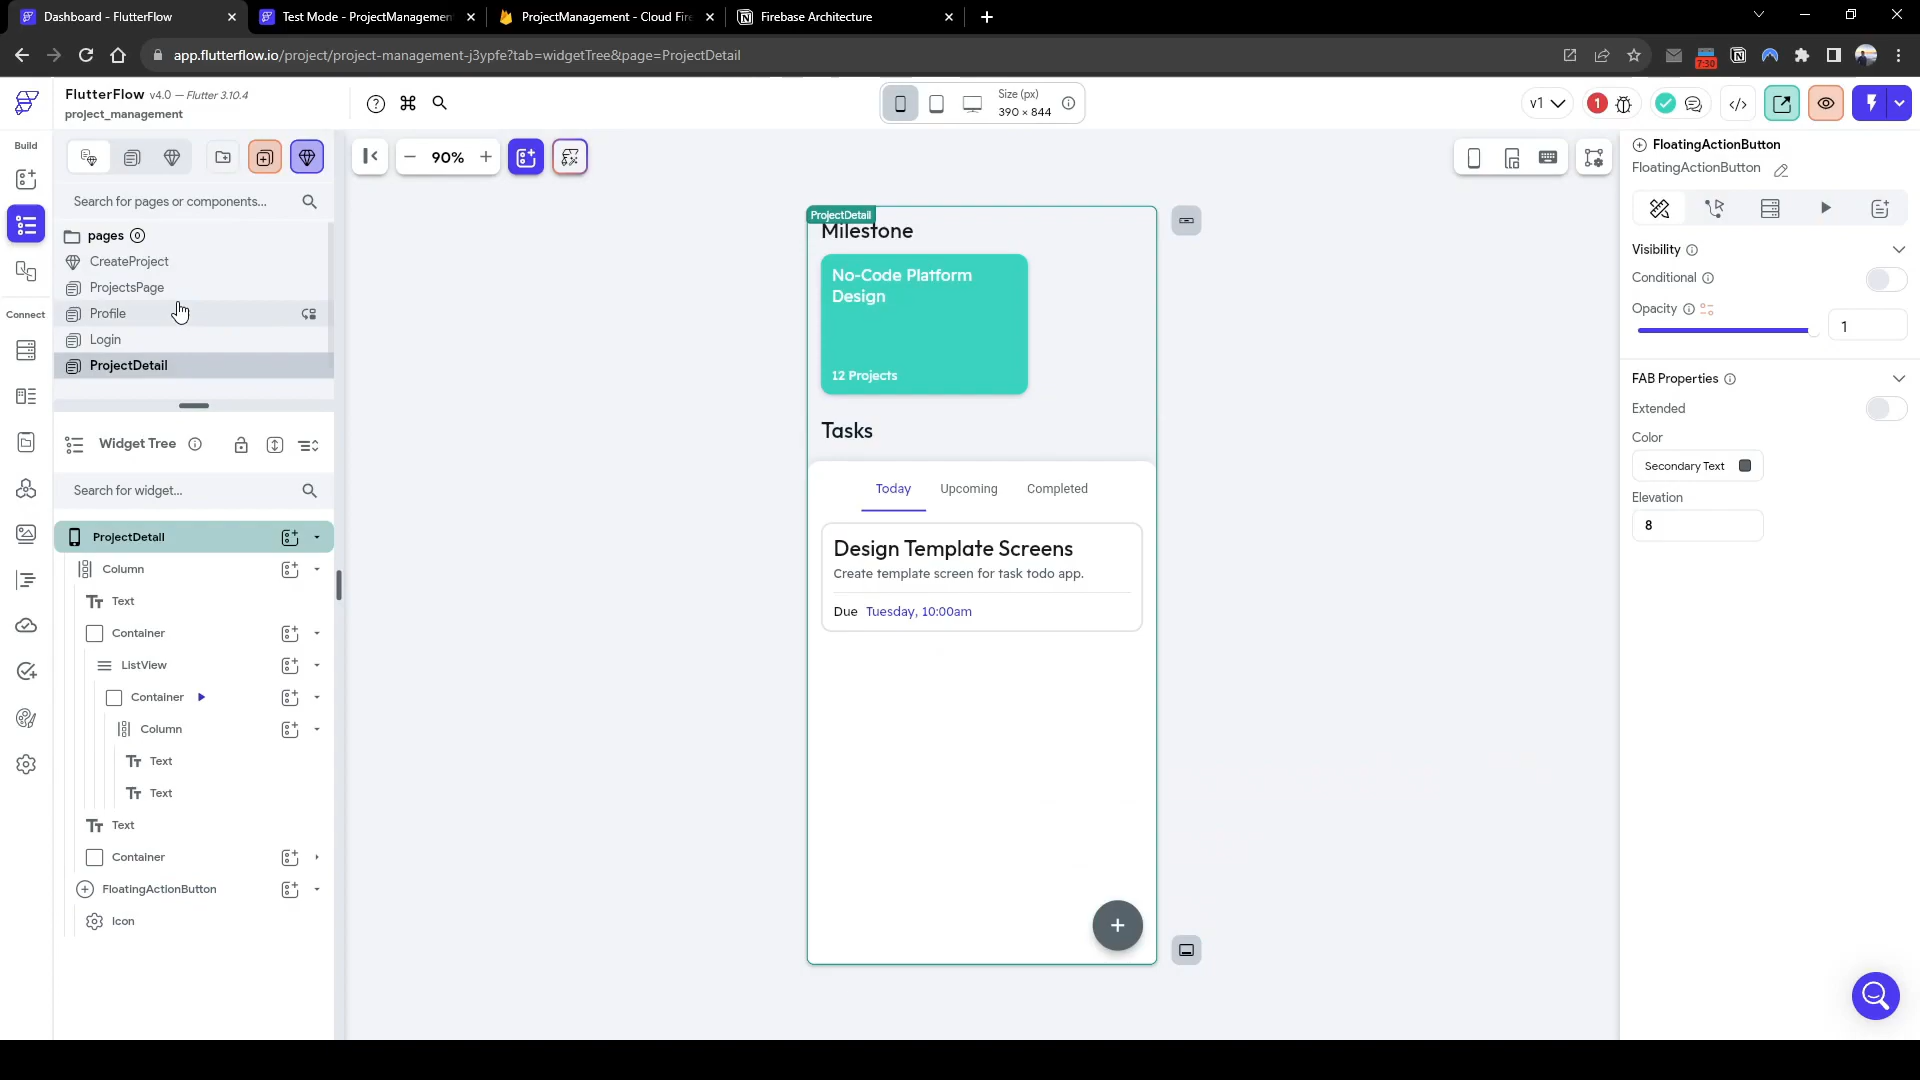 Dashboard - FlutterFlow
Test Mode - ProjectManagement
ProjectManagement - Cloud Fire
Firebase Architecture
app.flutterflow.io/project/project-management-j3ypfe?tab=widgetTree&page=ProjectDetail
7:30
FlutterFlow v4.0 — Flutter 3.10.4
project_management
Size (px)
390 × 844
v1
1
Build
90%
Search for pages or components...
pages 0
CreateProject
ProjectsPage
Profile
Login
ProjectDetail
Connect
Widget Tree
Search for widget...
ProjectDetail
Column
Text
Container
ListView
Container
Column
Text
Text
Text
Container
FloatingActionButton
Icon
ProjectDetail
Milestone
No-Code Platform
Design
12 Projects
Tasks
Today
Upcoming
Completed
Design Template Screens
Create template screen for task todo app.
Due Tuesday, 10:00am
FloatingActionButton
FloatingActionButton
Visibility
Conditional
Opacity
1
FAB Properties
Extended
Color
Secondary Text
Elevation
8